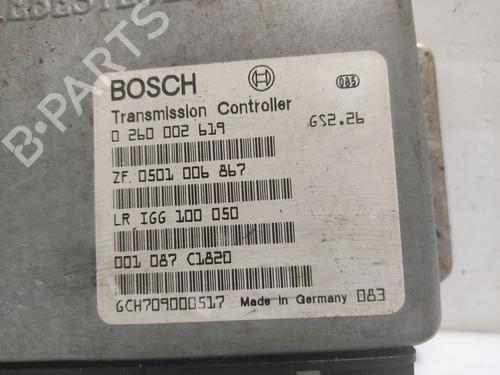 B-PARTS
BOSCH 085
Transmission Controller
0 260 002 619 GS2.26
ZF. 0501 006 867
LR IGG 100 050
001 087 C1820
GCH709000517 Made in Germany 083